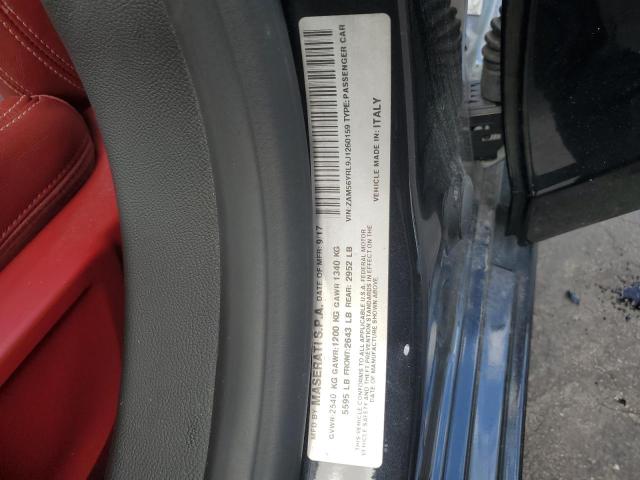 MFD BY MASERATI S.P.A. DATE OF MFR: 9/17
GVWR:2540 KG GAWR:1200 KG GAWR 1340 KG
5595 LB FRONT:2643 LB REAR: 2952 LB
THIS VEHICLE CONFORMS TO ALL APPLICABLE U.S.A. FEDERAL MOTOR
VEHICLE SAFETY AND THEFT PREVENTION STANDARDS IN EFFECT ON THE
DATE OF MANUFACTURE SHOWN ABOVE.
VIN:ZAM56YRL9J1260159 TYPE:PASSENGER CAR
VEHICLE MADE IN: ITALY